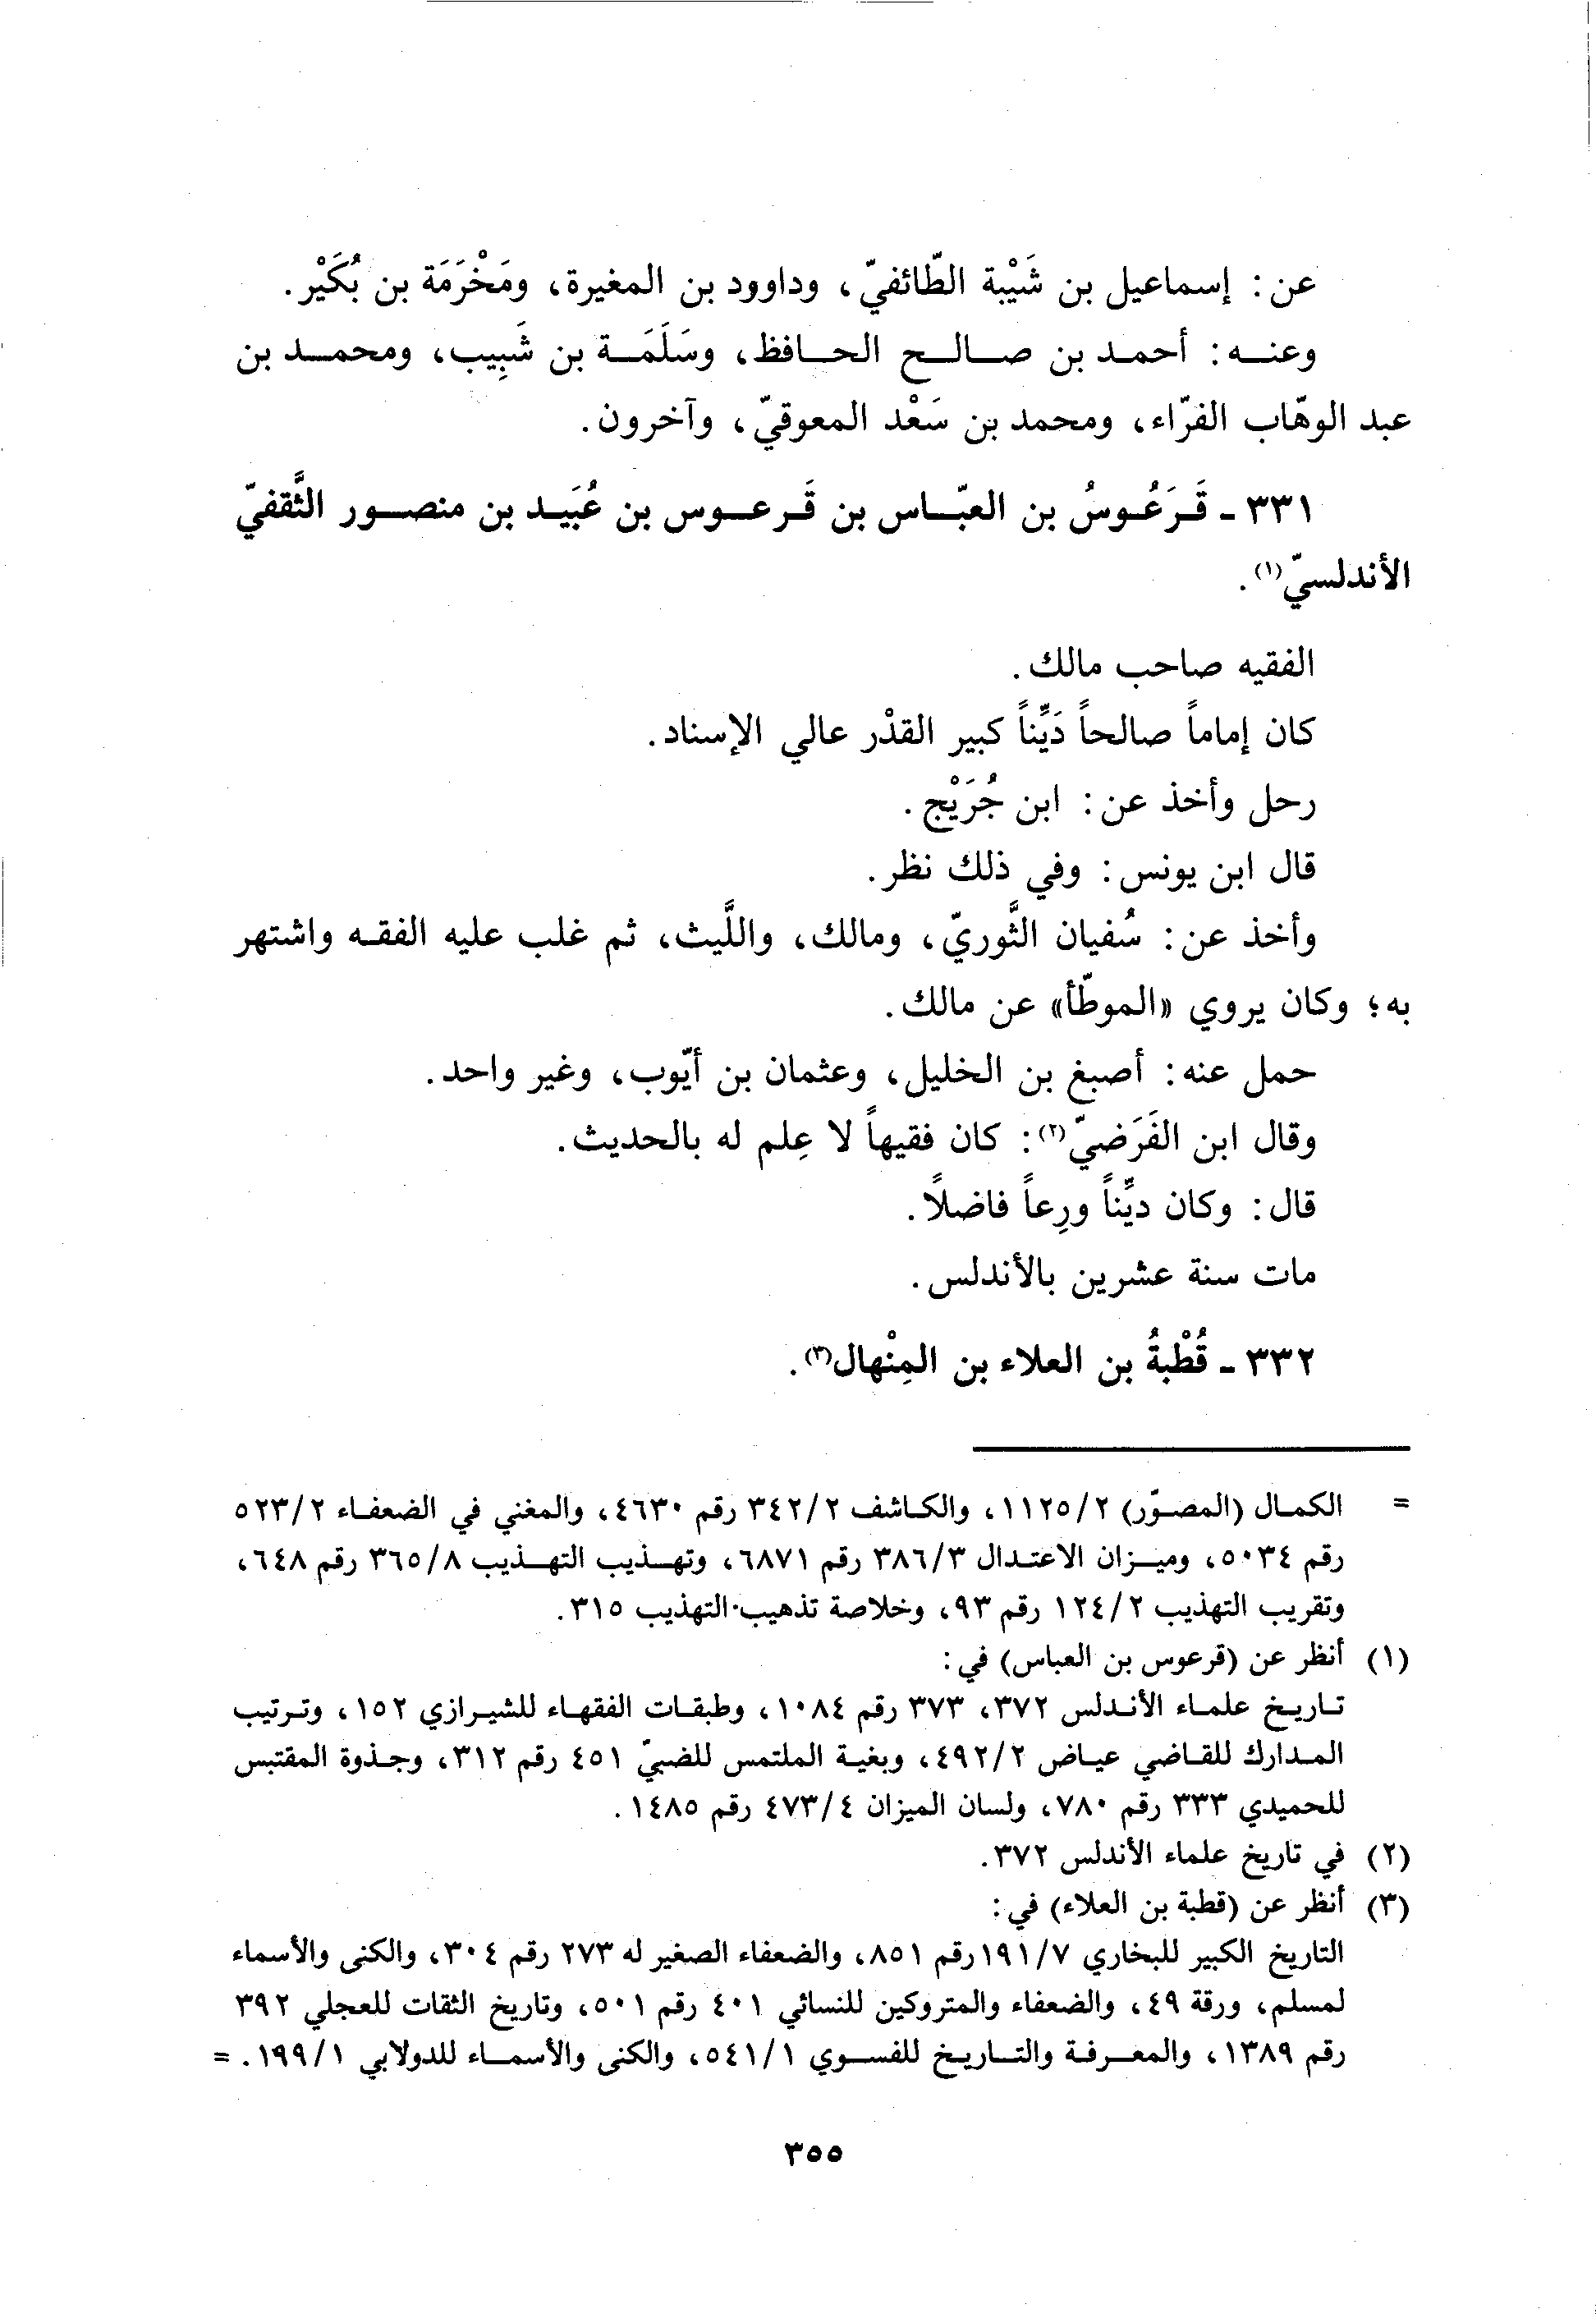 عن: إسماعيل بن شَيْبة الطّائفيّ، وداوود بن المغيرة، ومَخْرَمَة بن بُكَيْر.
وعنه: أحمد بن صالح الحافظ، وسَلَمَة بن شَبِيب، ومحمد بن
عبد الوهّاب الفرّاء، ومحمد بن سَعْد المعوقيّ، وآخرون.
٣٣١ - قَرَعُوسُ بن العبّاس بن قَرعوس بن عُبَيد بن منصور الثَّقفيّ
الأندلسيّ(١).
الفقيه صاحب مالك.
كان إماماً صالحاً دَيِّناً كبير القدْر عالي الإسناد.
رحل وأخذ عن: ابن جُرَيْج.
قال ابن يونس: وفي ذلك نظر.
وأخذ عن: سُفيان الثَّوريّ، ومالك، واللَّيث، ثم غلب عليه الفقه واشتهر
به؛ وكان يروي «الموطّأ» عن مالك.
حمل عنه: أصبغ بن الخليل، وعثمان بن أيّوب، وغير واحد.
وقال ابن الفَرَضيّ(٢): كان فقيهاً لا عِلم له بالحديث.
قال: وكان ديِّناً ورِعاً فاضلًا.
مات سنة عشرين بالأندلس.
٣٣٢ - قُطْبةُ بن العلاء بن المِنْهال(٣).
= الكمال (المصوّر) ١١٢٥/٢، والكاشف ٣٤٢/٢ رقم ٤٦٣٠، والمغني في الضعفاء ٥٢٣/٢
رقم ٥٠٣٤، وميزان الاعتدال ٣٨٦/٣ رقم ٦٨٧١، وتهذيب التهذيب ٣٦٥/٨ رقم ٦٤٨،
وتقريب التهذيب ١٢٤/٢ رقم ٩٣، وخلاصة تذهيب التهذيب ٣١٥.
(١) أنظر عن (قرعوس بن العباس) في:
تاريخ علماء الأندلس ٣٧٢، ٣٧٣ رقم ١٠٨٤، وطبقات الفقهاء للشيرازي ١٥٢، وترتيب
المدارك للقاضي عياض ٤٩٢/٢، وبغية الملتمس للضبيّ ٤٥١ رقم ٣١٢، وجذوة المقتبس
للحميدي ٣٣٣ رقم ٧٨٠، ولسان الميزان ٤٧٣/٤ رقم ١٤٨٥.
(٢) في تاريخ علماء الأندلس ٣٧٢.
(٣) أنظر عن (قطبة بن العلاء) في:
التاريخ الكبير للبخاري ١٩١/٧ رقم ٨٥١، والضعفاء الصغير له ٢٧٣ رقم ٣٠٤، والكنى والأسماء
لمسلم، ورقة ٤٩، والضعفاء والمتروكين للنسائي ٤٠١ رقم ٥٠١، وتاريخ الثقات للعجلي ٣٩٢
رقم ١٣٨٩، والمعرفة والتاريخ للفسوي ٥٤١/١، والكنى والأسماء للدولابي ١٩٩/١. =
٣٥٥